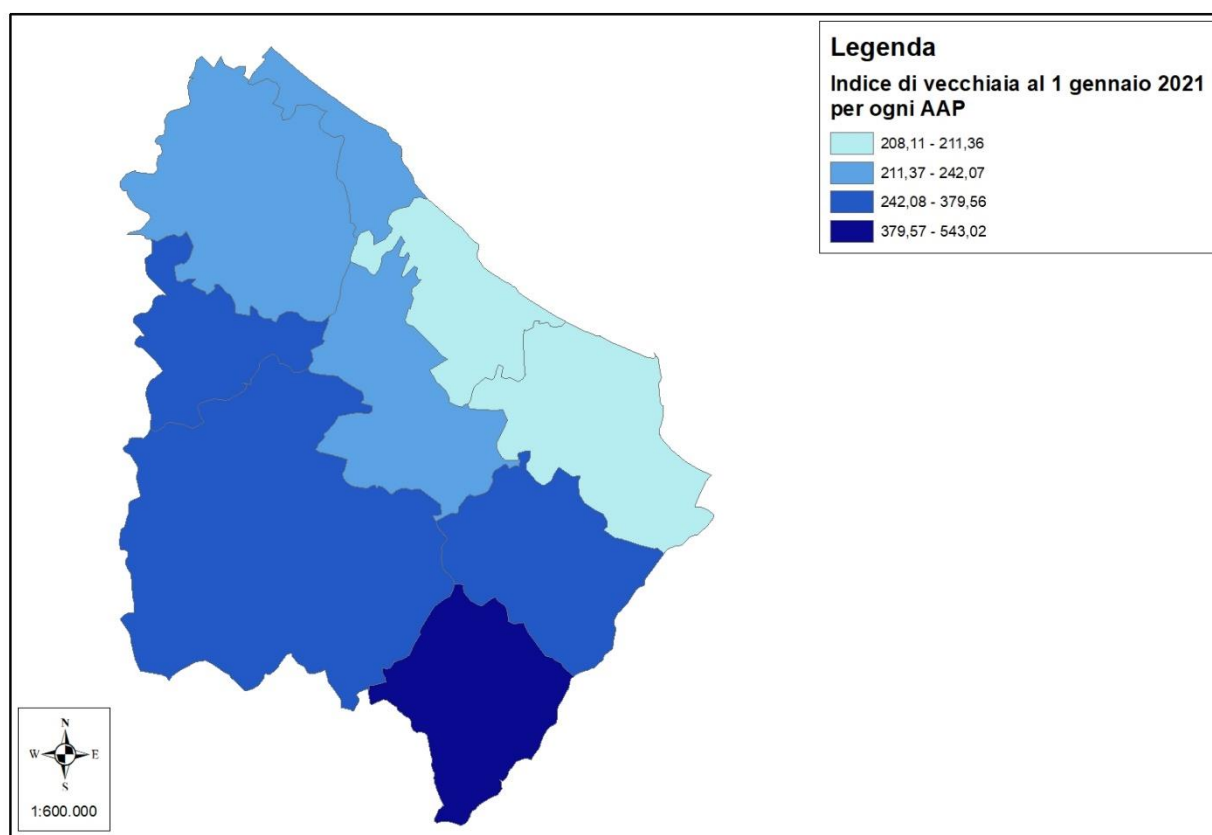 Legenda
Indice di vecchiaia al 1 gennaio 2021
per ogni AAP
208,11 - 211,36
211,37 - 242,07
242,08 - 379,56
379,57 - 543,02
N
W E
S
1:600.000